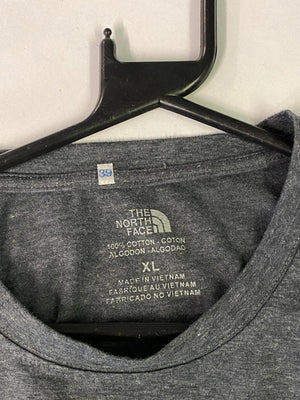 39
THE
NORTH
FACE
100% COTTON - COTON
ALGODON - ALGODAO
XL
MADE IN VIETNAM
FABRIQUE AU VIETNAM
FABRICADO NO VIETNAM